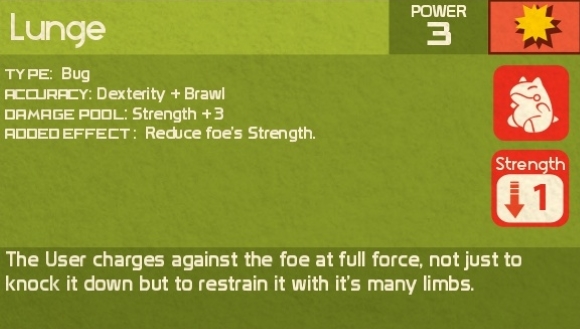 Lunge
POWER
3
TYPE: Bug
ACCURACY: Dexterity + Brawl
DAMAGE POOL: Strength +3
ADDED EFFECT: Reduce foe's Strength.
Strength
1
The User charges against the foe at full force, not just to
knock it down but to restrain it with it's many limbs.